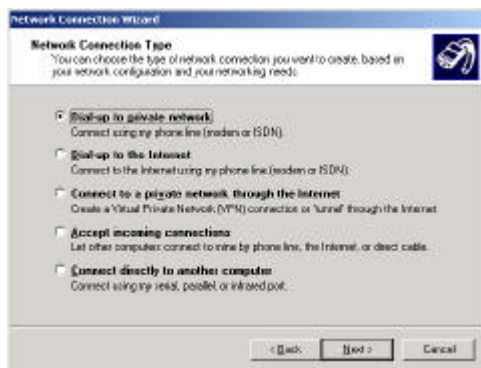 Network Connection Wizard
Network Connection Type
You can choose the type of network connection you want to create, based on
your network configuration and your networking needs.
Dial-up to private network
Connect using my phone line (modem or ISDN).
Dial-up to the Internet
Connect to the Internet using my phone line (modem or ISDN).
Connect to a private network through the Internet
Create a Virtual Private Network (VPN) connection or 'tunnel' through the Internet.
Accept incoming connections
Let other computers connect to mine by phone line, the Internet, or direct cable.
Connect directly to another computer
Connect using my serial, parallel, or infrared port.
< Back Next > Cancel